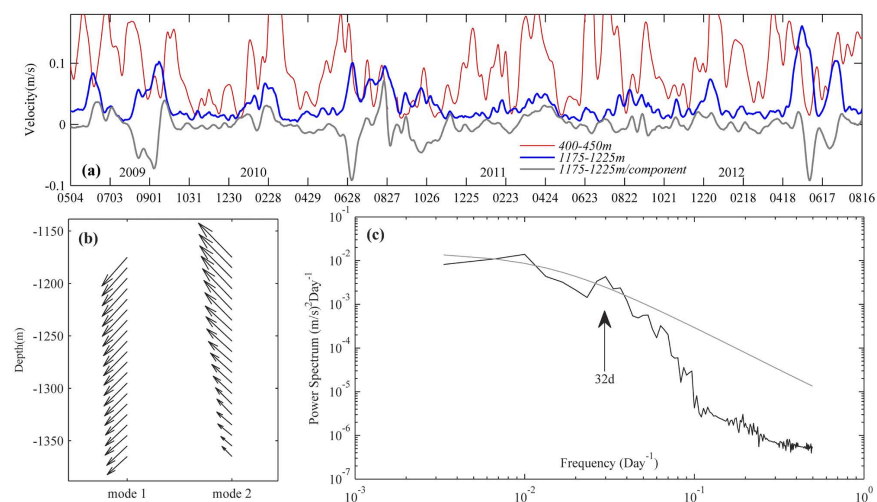 0.1
Velocity(m/s)
0
-0.1
(a)
2009 2010 2011 2012
400-450m
1175-1225m
1175-1225m/component
0504 0703 0901 1031 1230 0228 0429 0628 0827 1026 1225 0223 0424 0623 0822 1021 1220 0218 0418 0617 0816
(b)
Depth(m)
-1150
-1200
-1250
-1300
-1350
mode 1 mode 2
(c)
Power Spectrum (m/s)²Day⁻¹
10⁻¹
10⁻²
10⁻³
10⁻⁴
10⁻⁵
10⁻⁶
10⁻⁷
32d
Frequency (Day⁻¹)
10⁻³ 10⁻² 10⁻¹ 10⁰